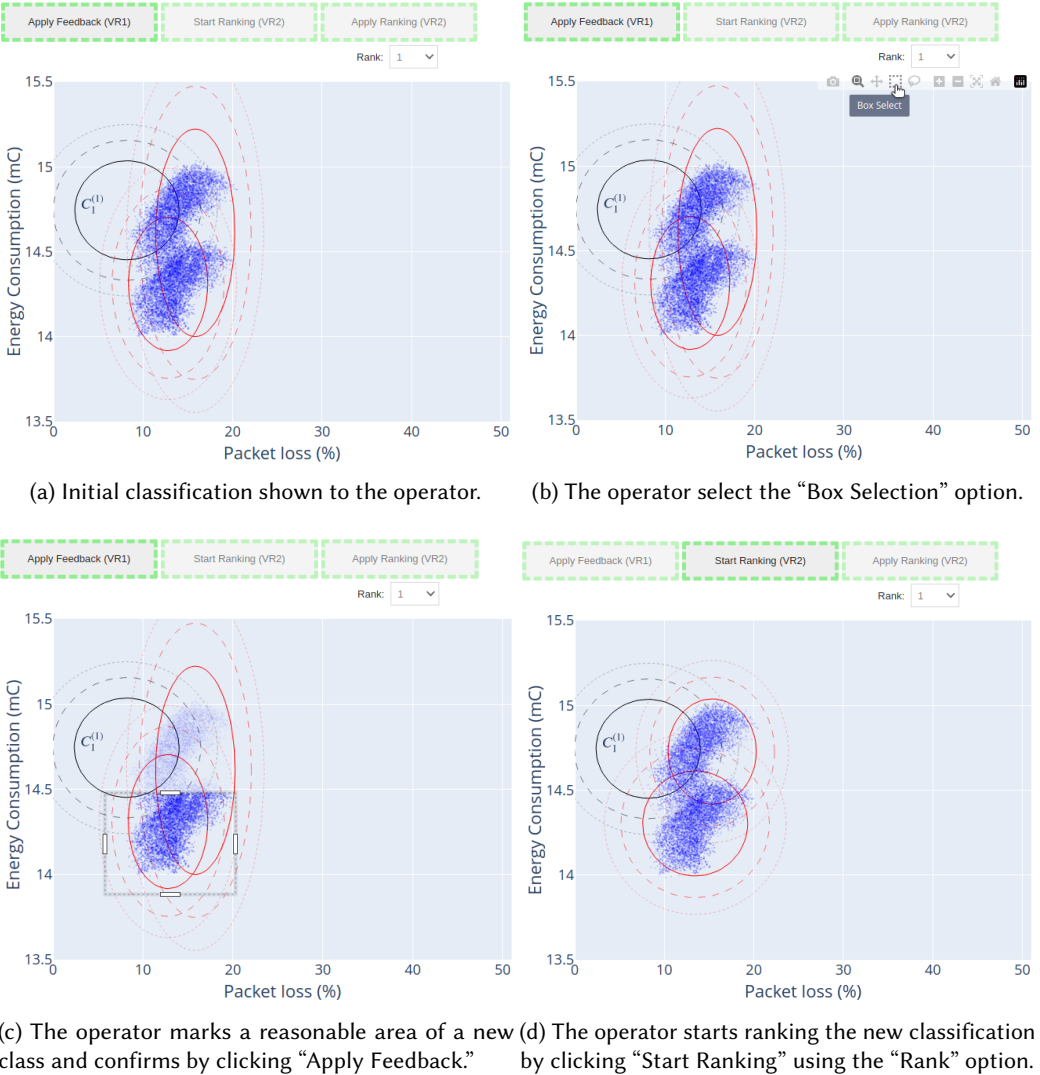 Apply Feedback (VR1) Start Ranking (VR2) Apply Ranking (VR2)
Rank: 1
15.5
15
14.5
14
13.5
0 10 20 30 40 50
Energy Consumption (mC)
Packet loss (%)
C₁⁽¹⁾
(a) Initial classification shown to the operator.
Apply Feedback (VR1) Start Ranking (VR2) Apply Ranking (VR2)
Rank: 1
Box Select
15.5
15
14.5
14
13.5
0 10 20 30 40 50
Energy Consumption (mC)
Packet loss (%)
C₁⁽¹⁾
(b) The operator select the “Box Selection” option.
Apply Feedback (VR1) Start Ranking (VR2) Apply Ranking (VR2)
Rank: 1
15.5
15
14.5
14
13.5
0 10 20 30 40 50
Energy Consumption (mC)
Packet loss (%)
C₁⁽¹⁾
(c) The operator marks a reasonable area of a new
class and confirms by clicking “Apply Feedback.”
Apply Feedback (VR1) Start Ranking (VR2) Apply Ranking (VR2)
Rank: 1
15.5
15
14.5
14
13.5
0 10 20 30 40 50
Energy Consumption (mC)
Packet loss (%)
C₁⁽¹⁾
(d) The operator starts ranking the new classification
by clicking “Start Ranking” using the “Rank” option.